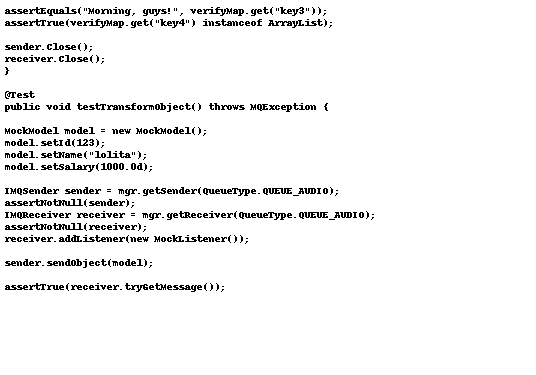 assertEquals("Morning, guys!", verifyMap.get("key3"));
assertTrue(verifyMap.get("key4") instanceof ArrayList);
sender.Close();
receiver.Close();
}
@Test
public void testTransformObject() throws MQException {
MockModel model = new MockModel();
model.setId(123);
model.setName("lolita");
model.setSalary(1000.0d);
IMQSender sender = mgr.getSender(QueueType.QUEUE_AUDIO);
assertNotNull(sender);
IMQReceiver receiver = mgr.getReceiver(QueueType.QUEUE_AUDIO);
assertNotNull(receiver);
receiver.addListener(new MockListener());
sender.sendObject(model);
assertTrue(receiver.tryGetMessage());